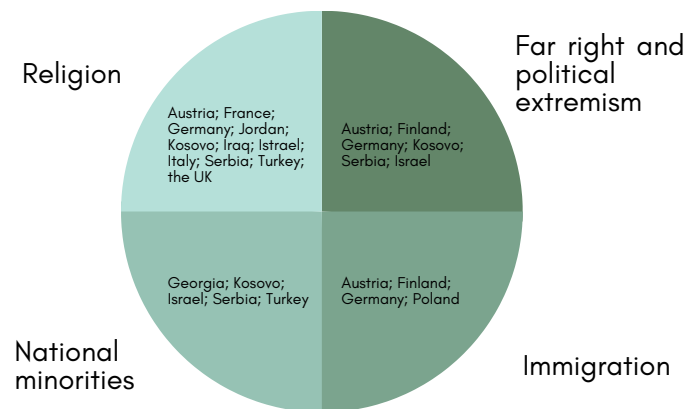 Religion
Far right and
political
extremism
Austria; France;
Germany; Jordan;
Kosovo; Iraq; Istrael;
Italy; Serbia; Turkey;
the UK
Austria; Finland;
Germany; Kosovo;
Serbia; Israel
Georgia; Kosovo;
Israel; Serbia; Turkey
Austria; Finland;
Germany; Poland
National
minorities
Immigration